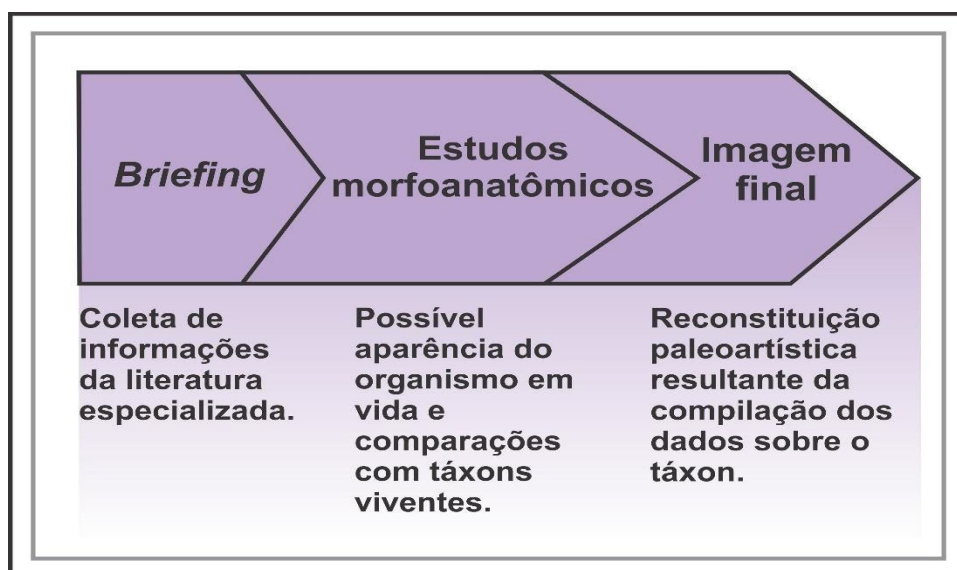 Briefing
Estudos
morfoanatômicos
Imagem
final
Coleta de
informações
da literatura
especializada.
Possível
aparência do
organismo em
vida e
comparações
com táxons
viventes.
Reconstituição
paleoartística
resultante da
compilação dos
dados sobre o
táxon.